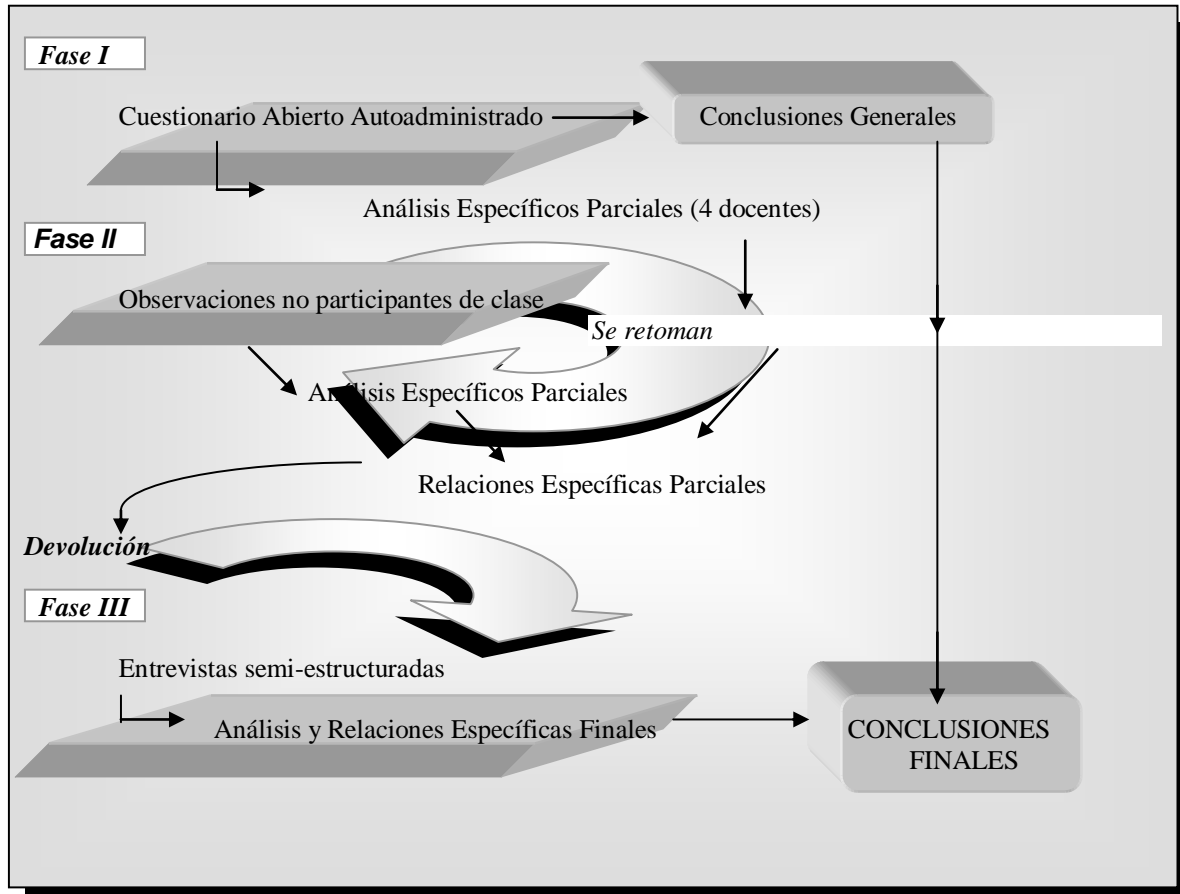 Fase I
Cuestionario Abierto Autoadministrado
Conclusiones Generales
Análisis Específicos Parciales (4 docentes)
Fase II
Observaciones no participantes de clase
Se retoman
Análisis Específicos Parciales
Relaciones Específicas Parciales
Devolución
Fase III
Entrevistas semi-estructuradas
Análisis y Relaciones Específicas Finales
CONCLUSIONES
FINALES